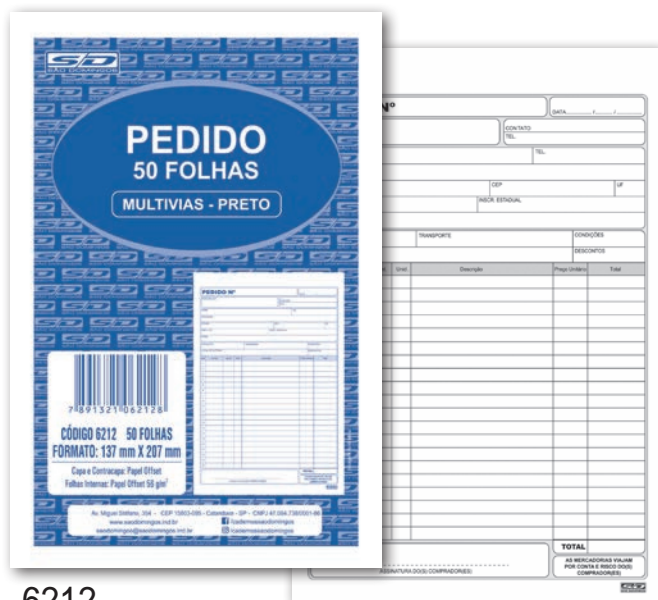 SD
SÃO DOMINGOS
PEDIDO
50 FOLHAS
MULTIVIAS - PRETO
PEDIDO Nº
7 891321 062128
CÓDIGO 6212 50 FOLHAS
FORMATO: 137 mm X 207 mm
Capa e Contracapa: Papel Offset
Folhas Internas: Papel Offset 56 g/m²
www.saodomingos.ind.br
Nº
DATA / /
CONTATO
TEL.
TEL.
CEP UF
INSCR. ESTADUAL
TRANSPORTE CONDIÇÕES
DESCONTOS
Unid. Descrição Preço Unitário Total
TOTAL
ASSINATURA DO(S) COMPRADOR(ES)
AS MERCADORIAS VIAJAM
POR CONTA E RISCO DO(S)
COMPRADOR(ES)
6212